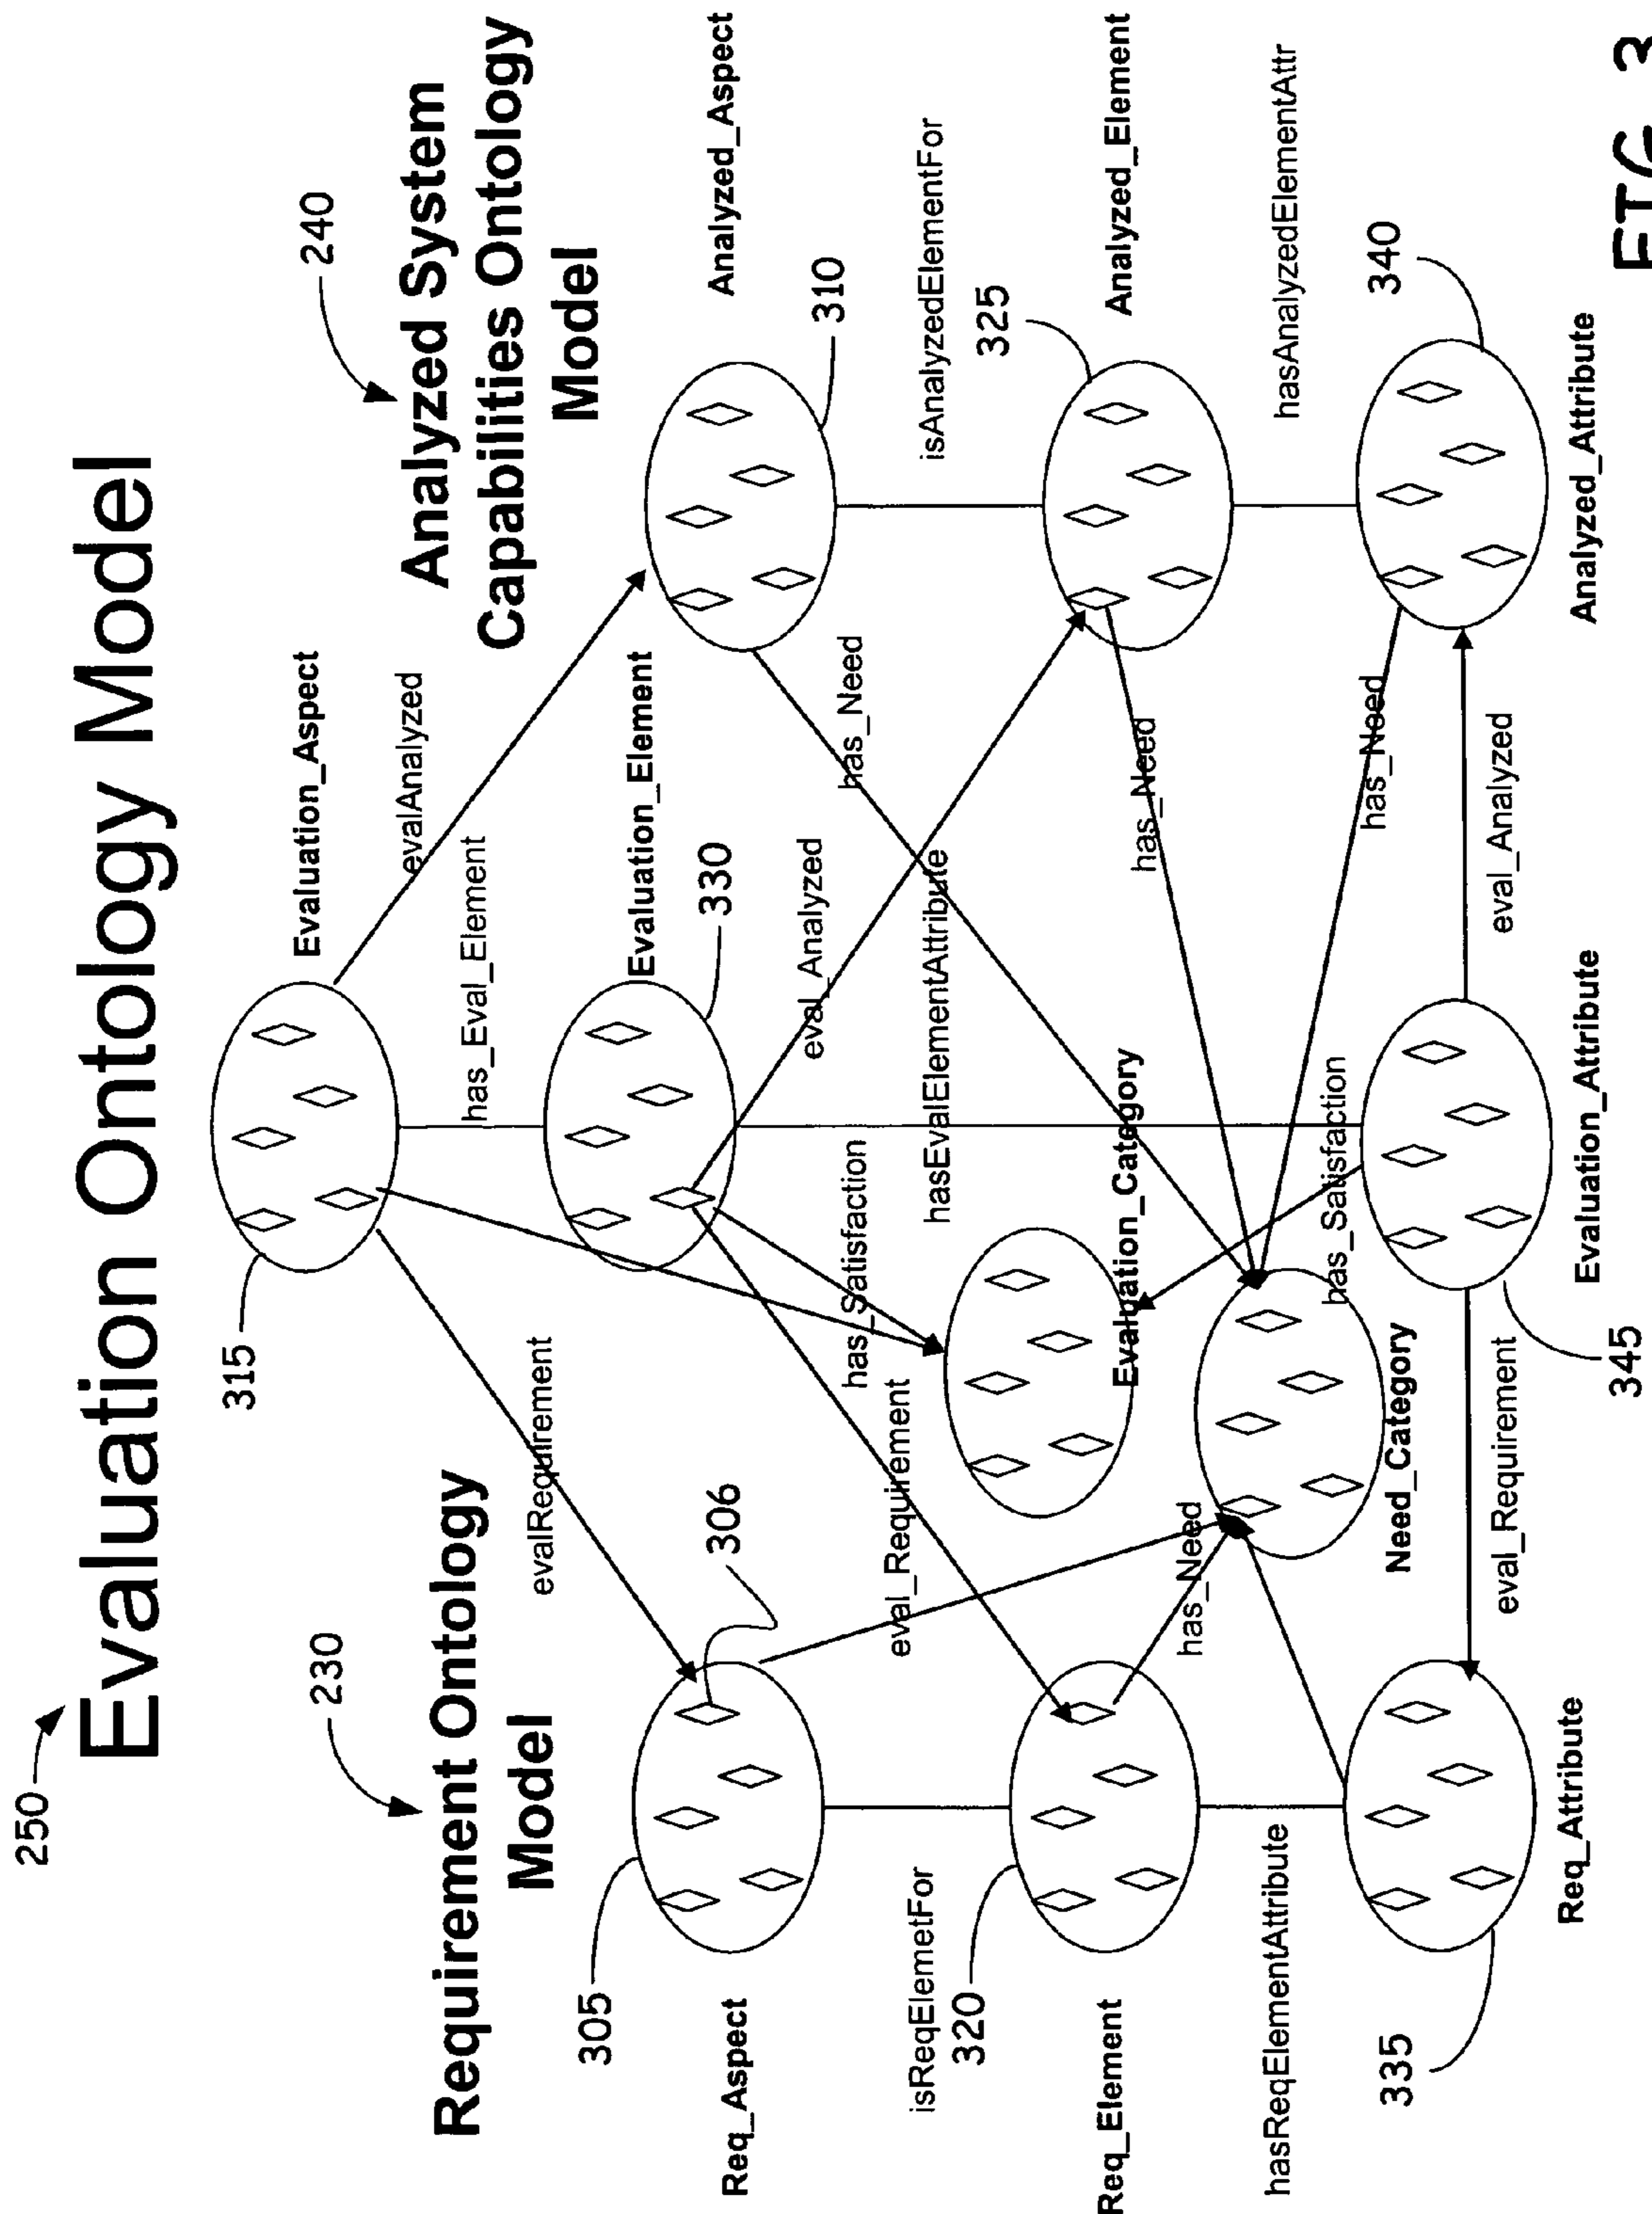 250
Evaluation Ontology Model
315
Evaluation_Aspect
230
240
evalAnalyzed
Requirement Ontology
Model
Analyzed System
Capabilities Ontology
Model
evalRequirement
has_Eval_Element
305
Evaluation_Element
306
330
Req_Aspect
Analyzed_Aspect
310
has_Need
eval_Analyzed
has_Satisfaction
isReqElemetFor
eval_Requirement
hasEvalElementAttribute
isAnalyzedElementFor
320
325
Req_Element
Evaluation_Category
Analyzed_Element
has_Need
has_Need
hasReqElementAttribute
hasAnalyzedElementAttr
has_Satisfaction
has_Need
335
Need_Category
340
eval_Requirement
eval_Analyzed
Req_Attribute
Evaluation_Attribute
Analyzed_Attribute
345
FIG 3